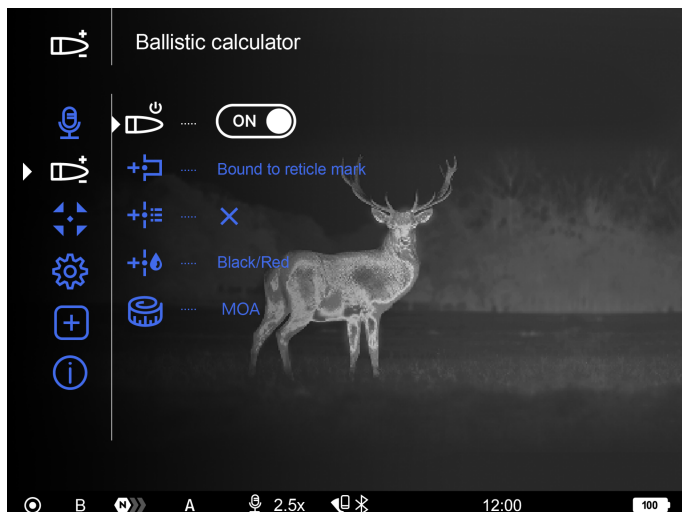 Ballistic calculator
ON
Bound to reticle mark
Black/Red
MOA
B N A 2.5x 12:00 100